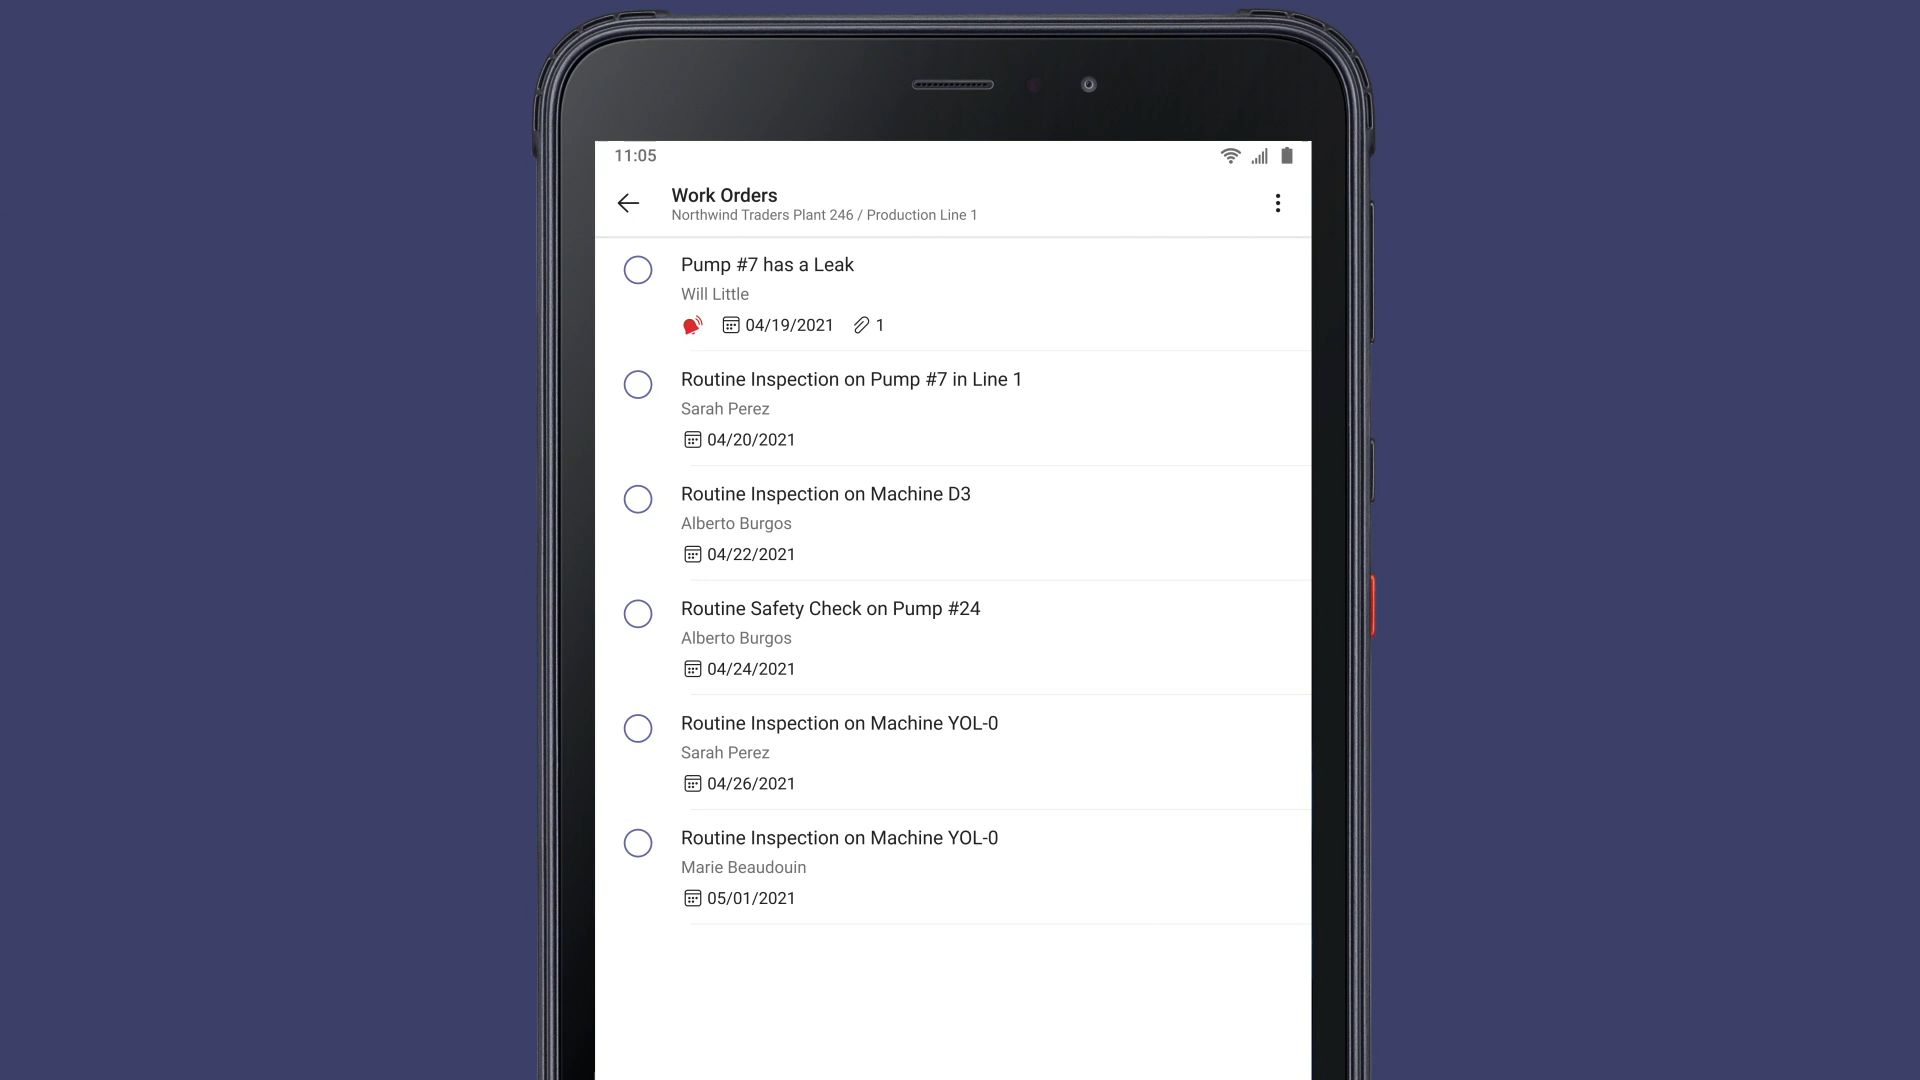 11:05
Work Orders
Northwind Traders Plant 246 / Production Line 1
Pump #7 has a Leak
Will Little
04/19/2021 1
Routine Inspection on Pump #7 in Line 1
Sarah Perez
04/20/2021
Routine Inspection on Machine D3
Alberto Burgos
04/22/2021
Routine Safety Check on Pump #24
Alberto Burgos
04/24/2021
Routine Inspection on Machine YOL-0
Sarah Perez
04/26/2021
Routine Inspection on Machine YOL-0
Marie Beaudouin
05/01/2021